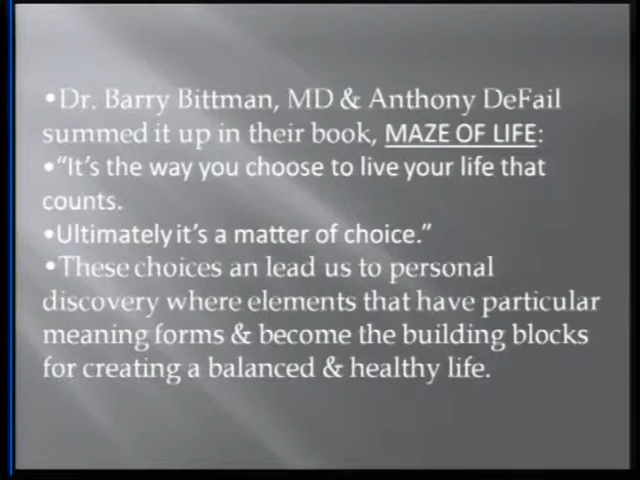 •Dr. Barry Bittman, MD & Anthony DeFail
summed it up in their book, MAZE OF LIFE:
•“It’s the way you choose to live your life that
counts.
•Ultimately it’s a matter of choice.”
•These choices an lead us to personal
discovery where elements that have particular
meaning forms & become the building blocks
for creating a balanced & healthy life.